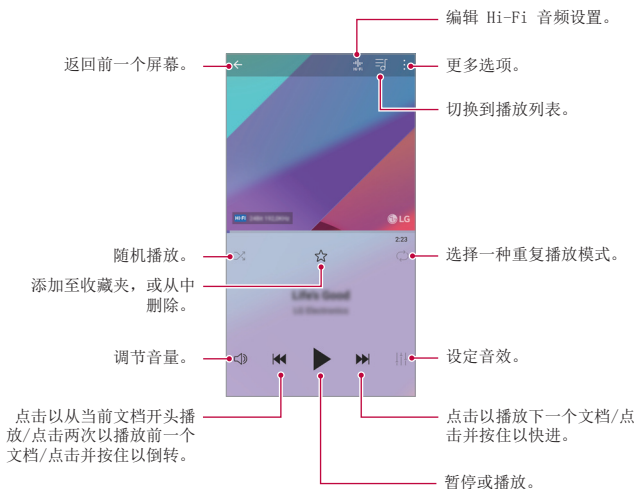 编辑 Hi-Fi 音频设置。
返回前一个屏幕。
更多选项。
切换到播放列表。
Hi-Fi 24Bit 192.0kHz
LG
2:23
随机播放。
选择一种重复播放模式。
添加至收藏夹，或从中
删除。
Life's Good
LG Electronics
调节音量。
设定音效。
点击以从当前文档开头播
放/点击两次以播放前一个
文档/点击并按住以倒转。
点击以播放下一个文档/点
击并按住以快进。
暂停或播放。